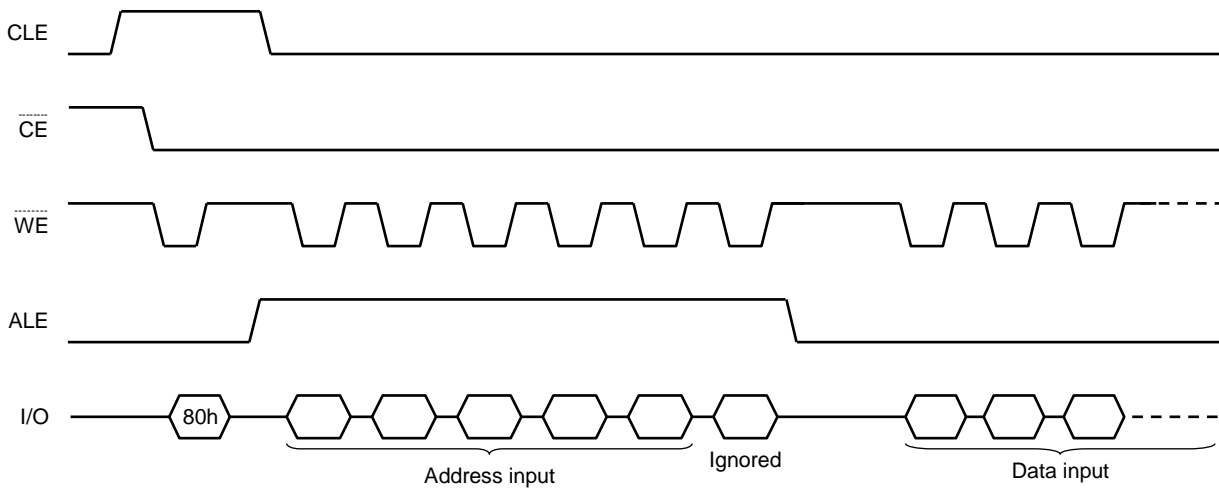 CLE
CE
WE
ALE
I/O
80h
Address input
Ignored
Data input